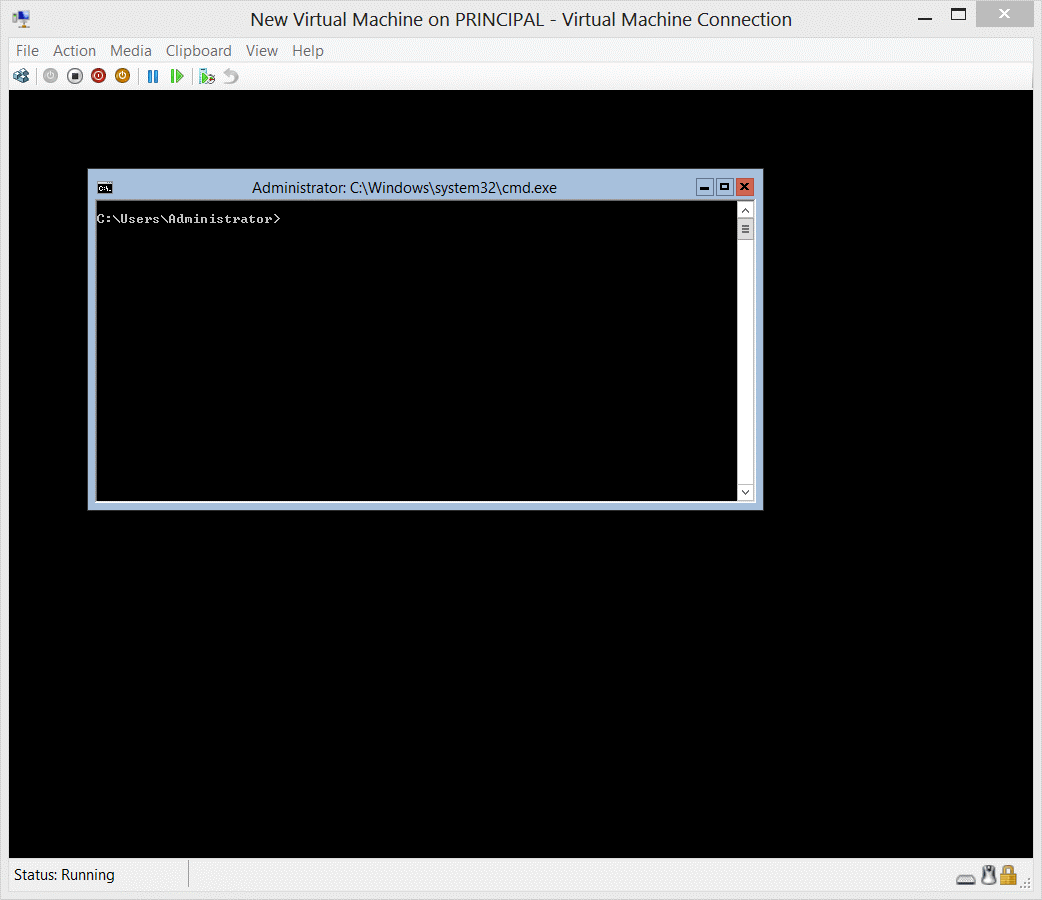 New Virtual Machine on PRINCIPAL - Virtual Machine Connection
File Action Media Clipboard View Help
C:\.
Administrator: C:\Windows\system32\cmd.exe
C:\Users\Administrator>
Status: Running